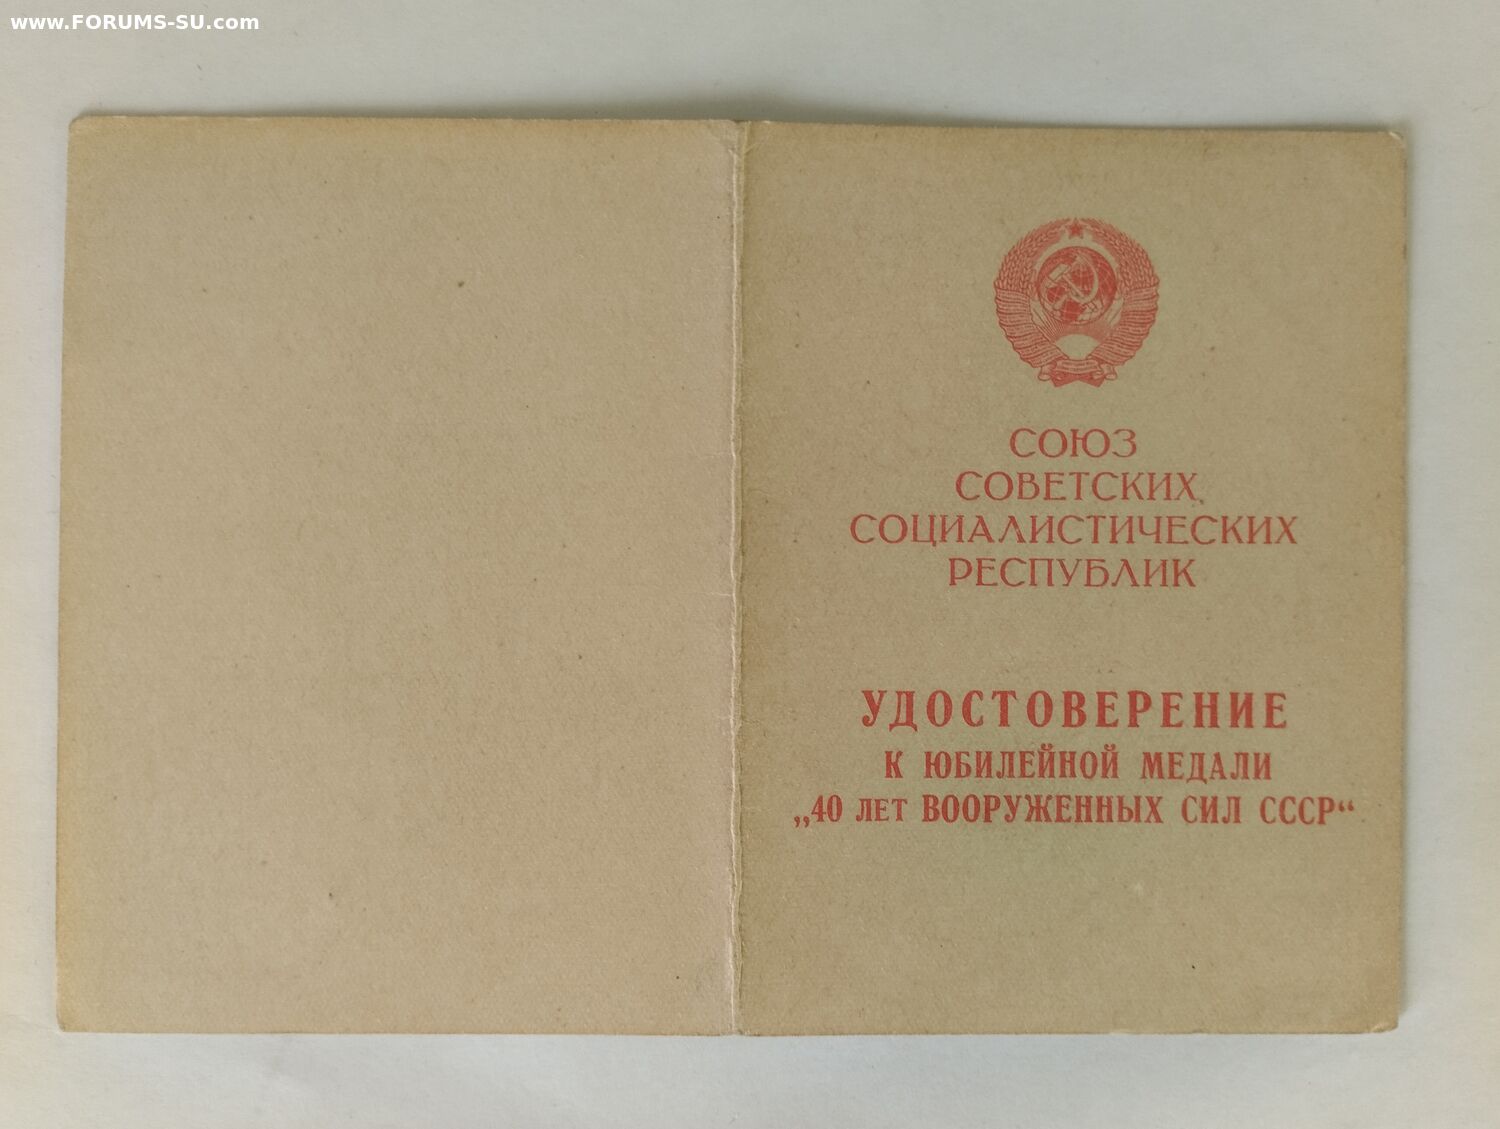 www.FORUMS-SU.com
СОЮЗ
СОВЕТСКИХ
СОЦИАЛИСТИЧЕСКИХ
РЕСПУБЛИК
УДОСТОВЕРЕНИЕ
К ЮБИЛЕЙНОЙ МЕДАЛИ
„40 ЛЕТ ВООРУЖЕННЫХ СИЛ СССР“